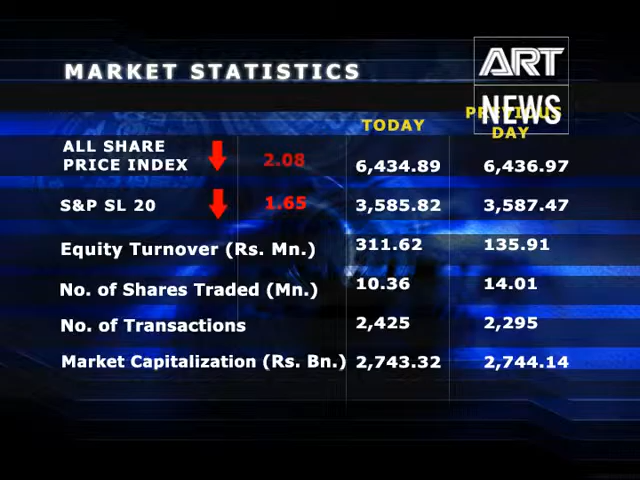 MARKET STATISTICS
ART
NEWS
TODAY
PREVIOUS
DAY
ALL SHARE
PRICE INDEX 2.08 6,434.89 6,436.97
S&P SL 20 1.65 3,585.82 3,587.47
Equity Turnover (Rs. Mn.) 311.62 135.91
No. of Shares Traded (Mn.) 10.36 14.01
No. of Transactions 2,425 2,295
Market Capitalization (Rs. Bn.) 2,743.32 2,744.14